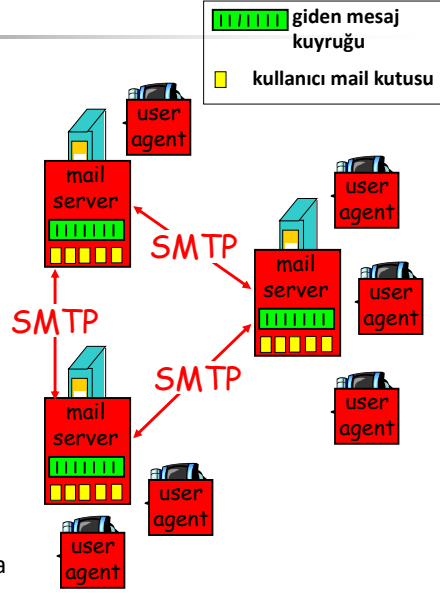 giden mesaj
kuyruğu
kullanıcı mail kutusu
user
agent
mail
server
user
agent
SMTP
mail
server
user
agent
SMTP
SMTP
user
agent
mail
server
user
agent
user
agent
a